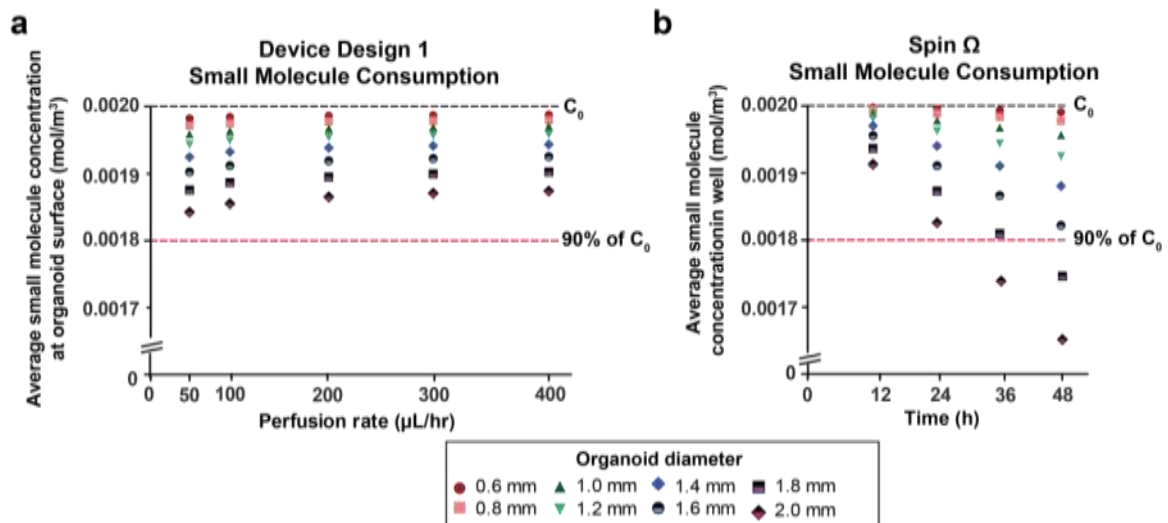 a
Device Design 1
Small Molecule Consumption
Average small molecule concentration
at organoid surface (mol/m³)
0.0020
0.0019
0.0018
0.0017
0
C₀
90% of C₀
0 50 100 200 300 400
Perfusion rate (µL/hr)
b
Spin Ω
Small Molecule Consumption
Average small molecule
concentrationin well (mol/m³)
0.0020
0.0019
0.0018
0.0017
0
C₀
90% of C₀
0 12 24 36 48
Time (h)
Organoid diameter
0.6 mm 1.0 mm 1.4 mm 1.8 mm
0.8 mm 1.2 mm 1.6 mm 2.0 mm